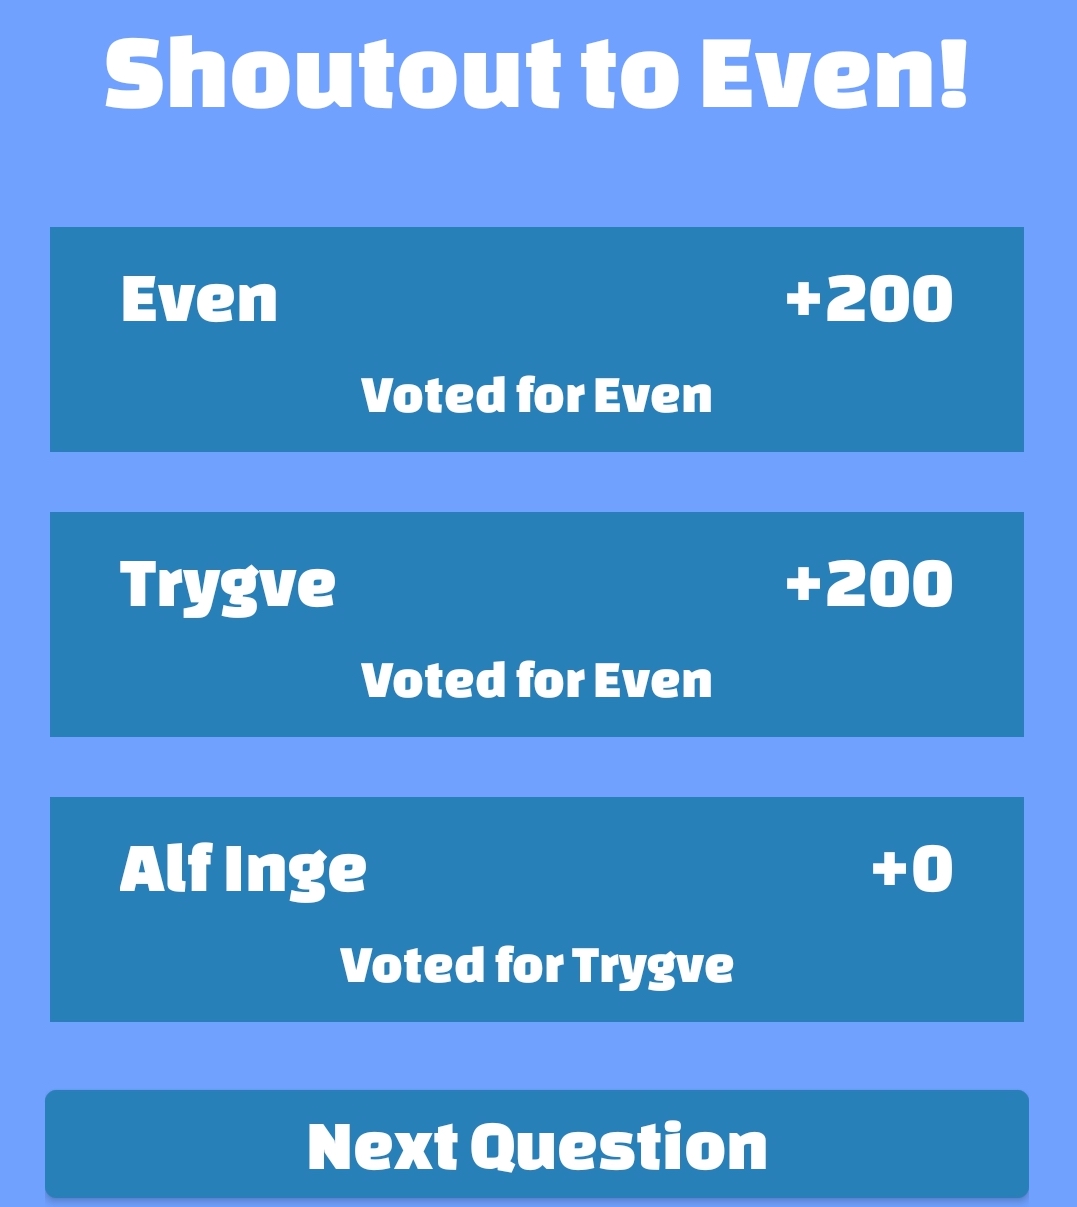 Shoutout to Even!
Even +200
Voted for Even
Trygve +200
Voted for Even
Alf Inge +0
Voted for Trygve
Next Question